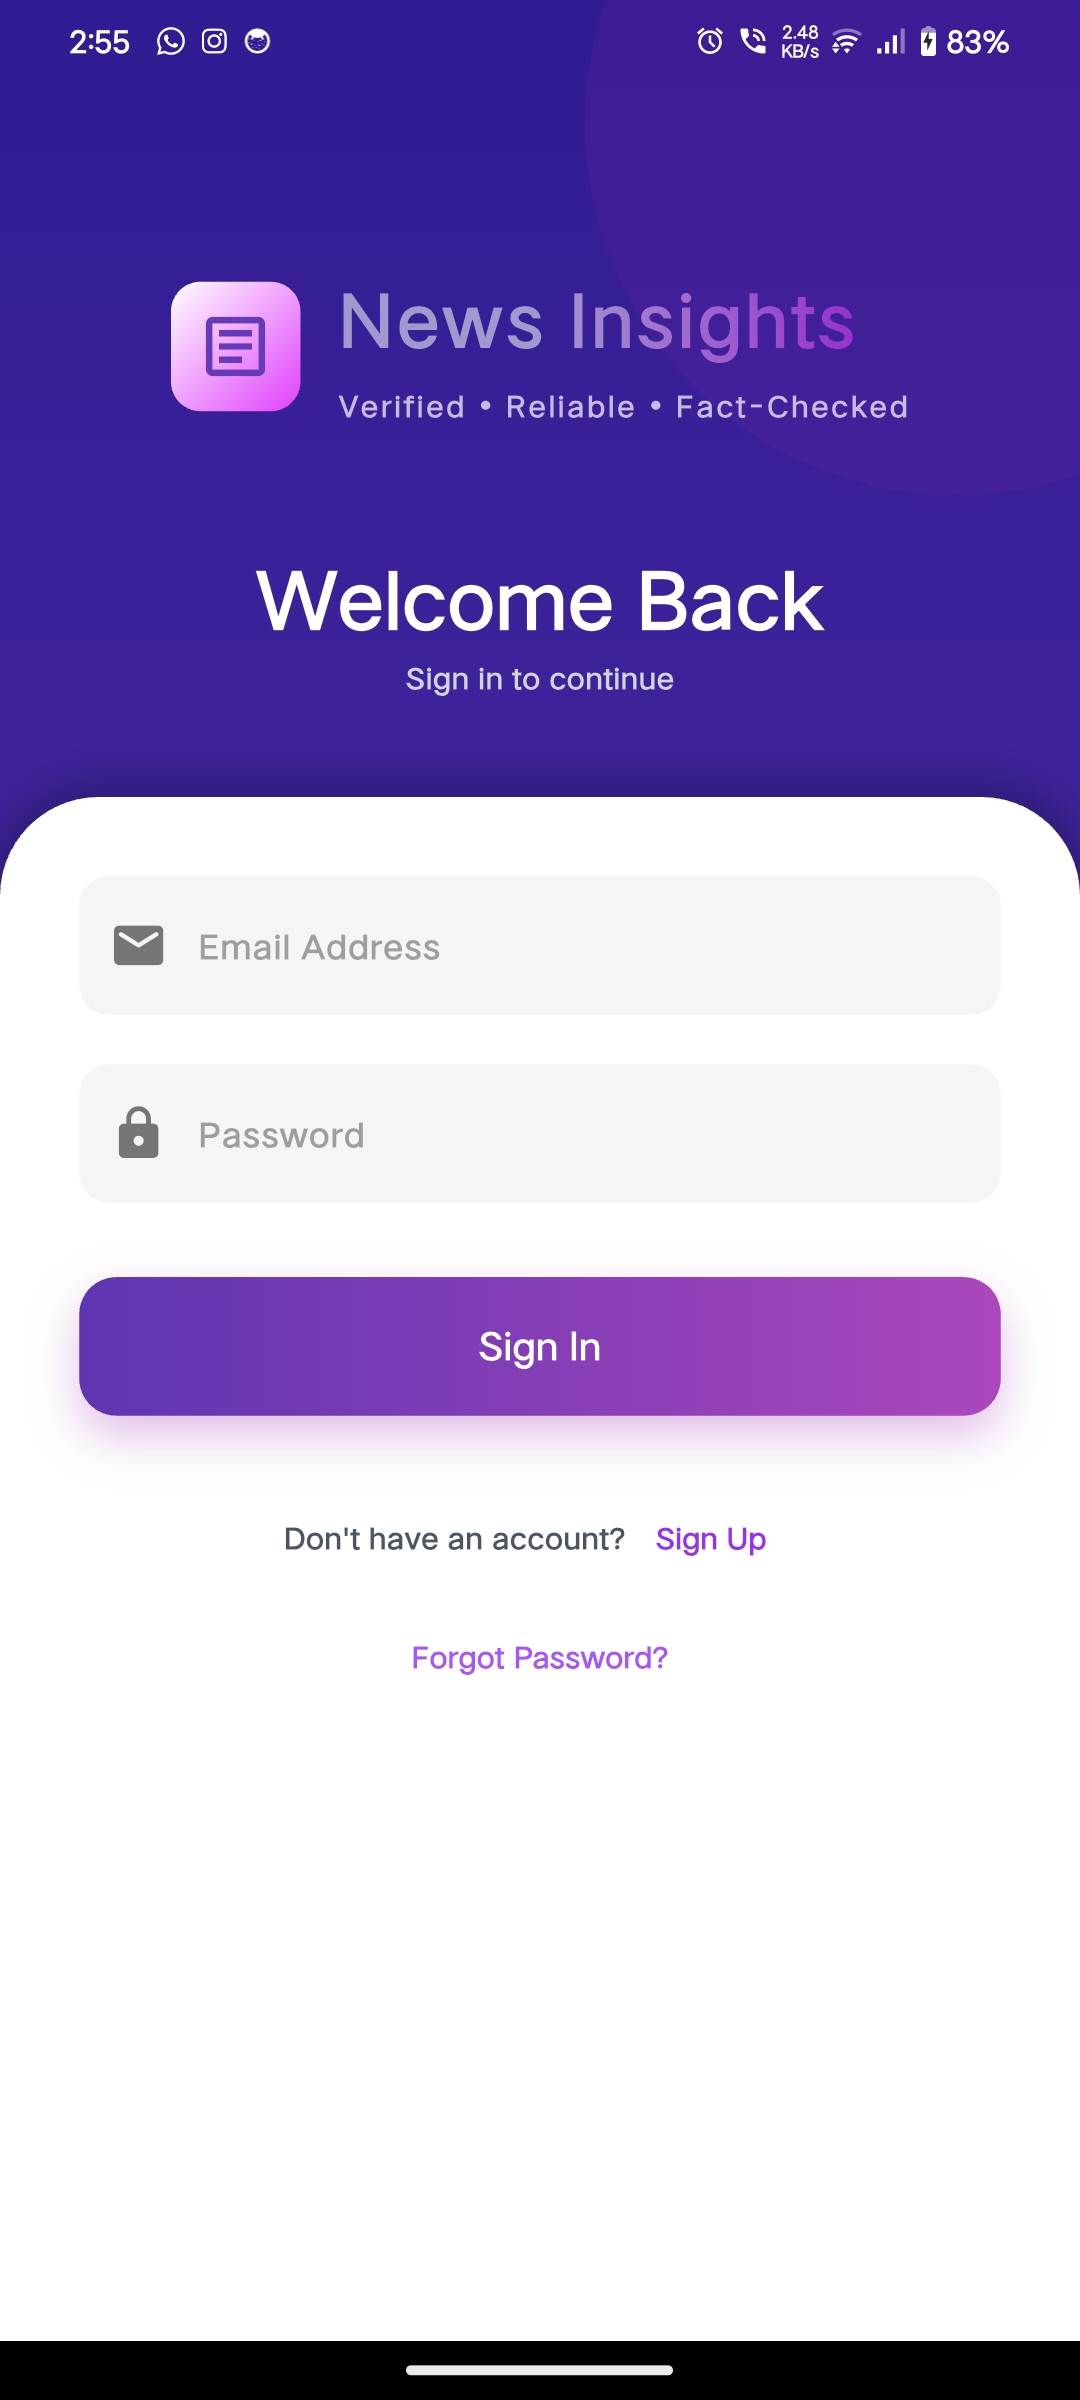 2:55 2.48 KB/s 83%
News Insights
Verified • Reliable • Fact-Checked
Welcome Back
Sign in to continue
Email Address
Password
Sign In
Don't have an account? Sign Up
Forgot Password?